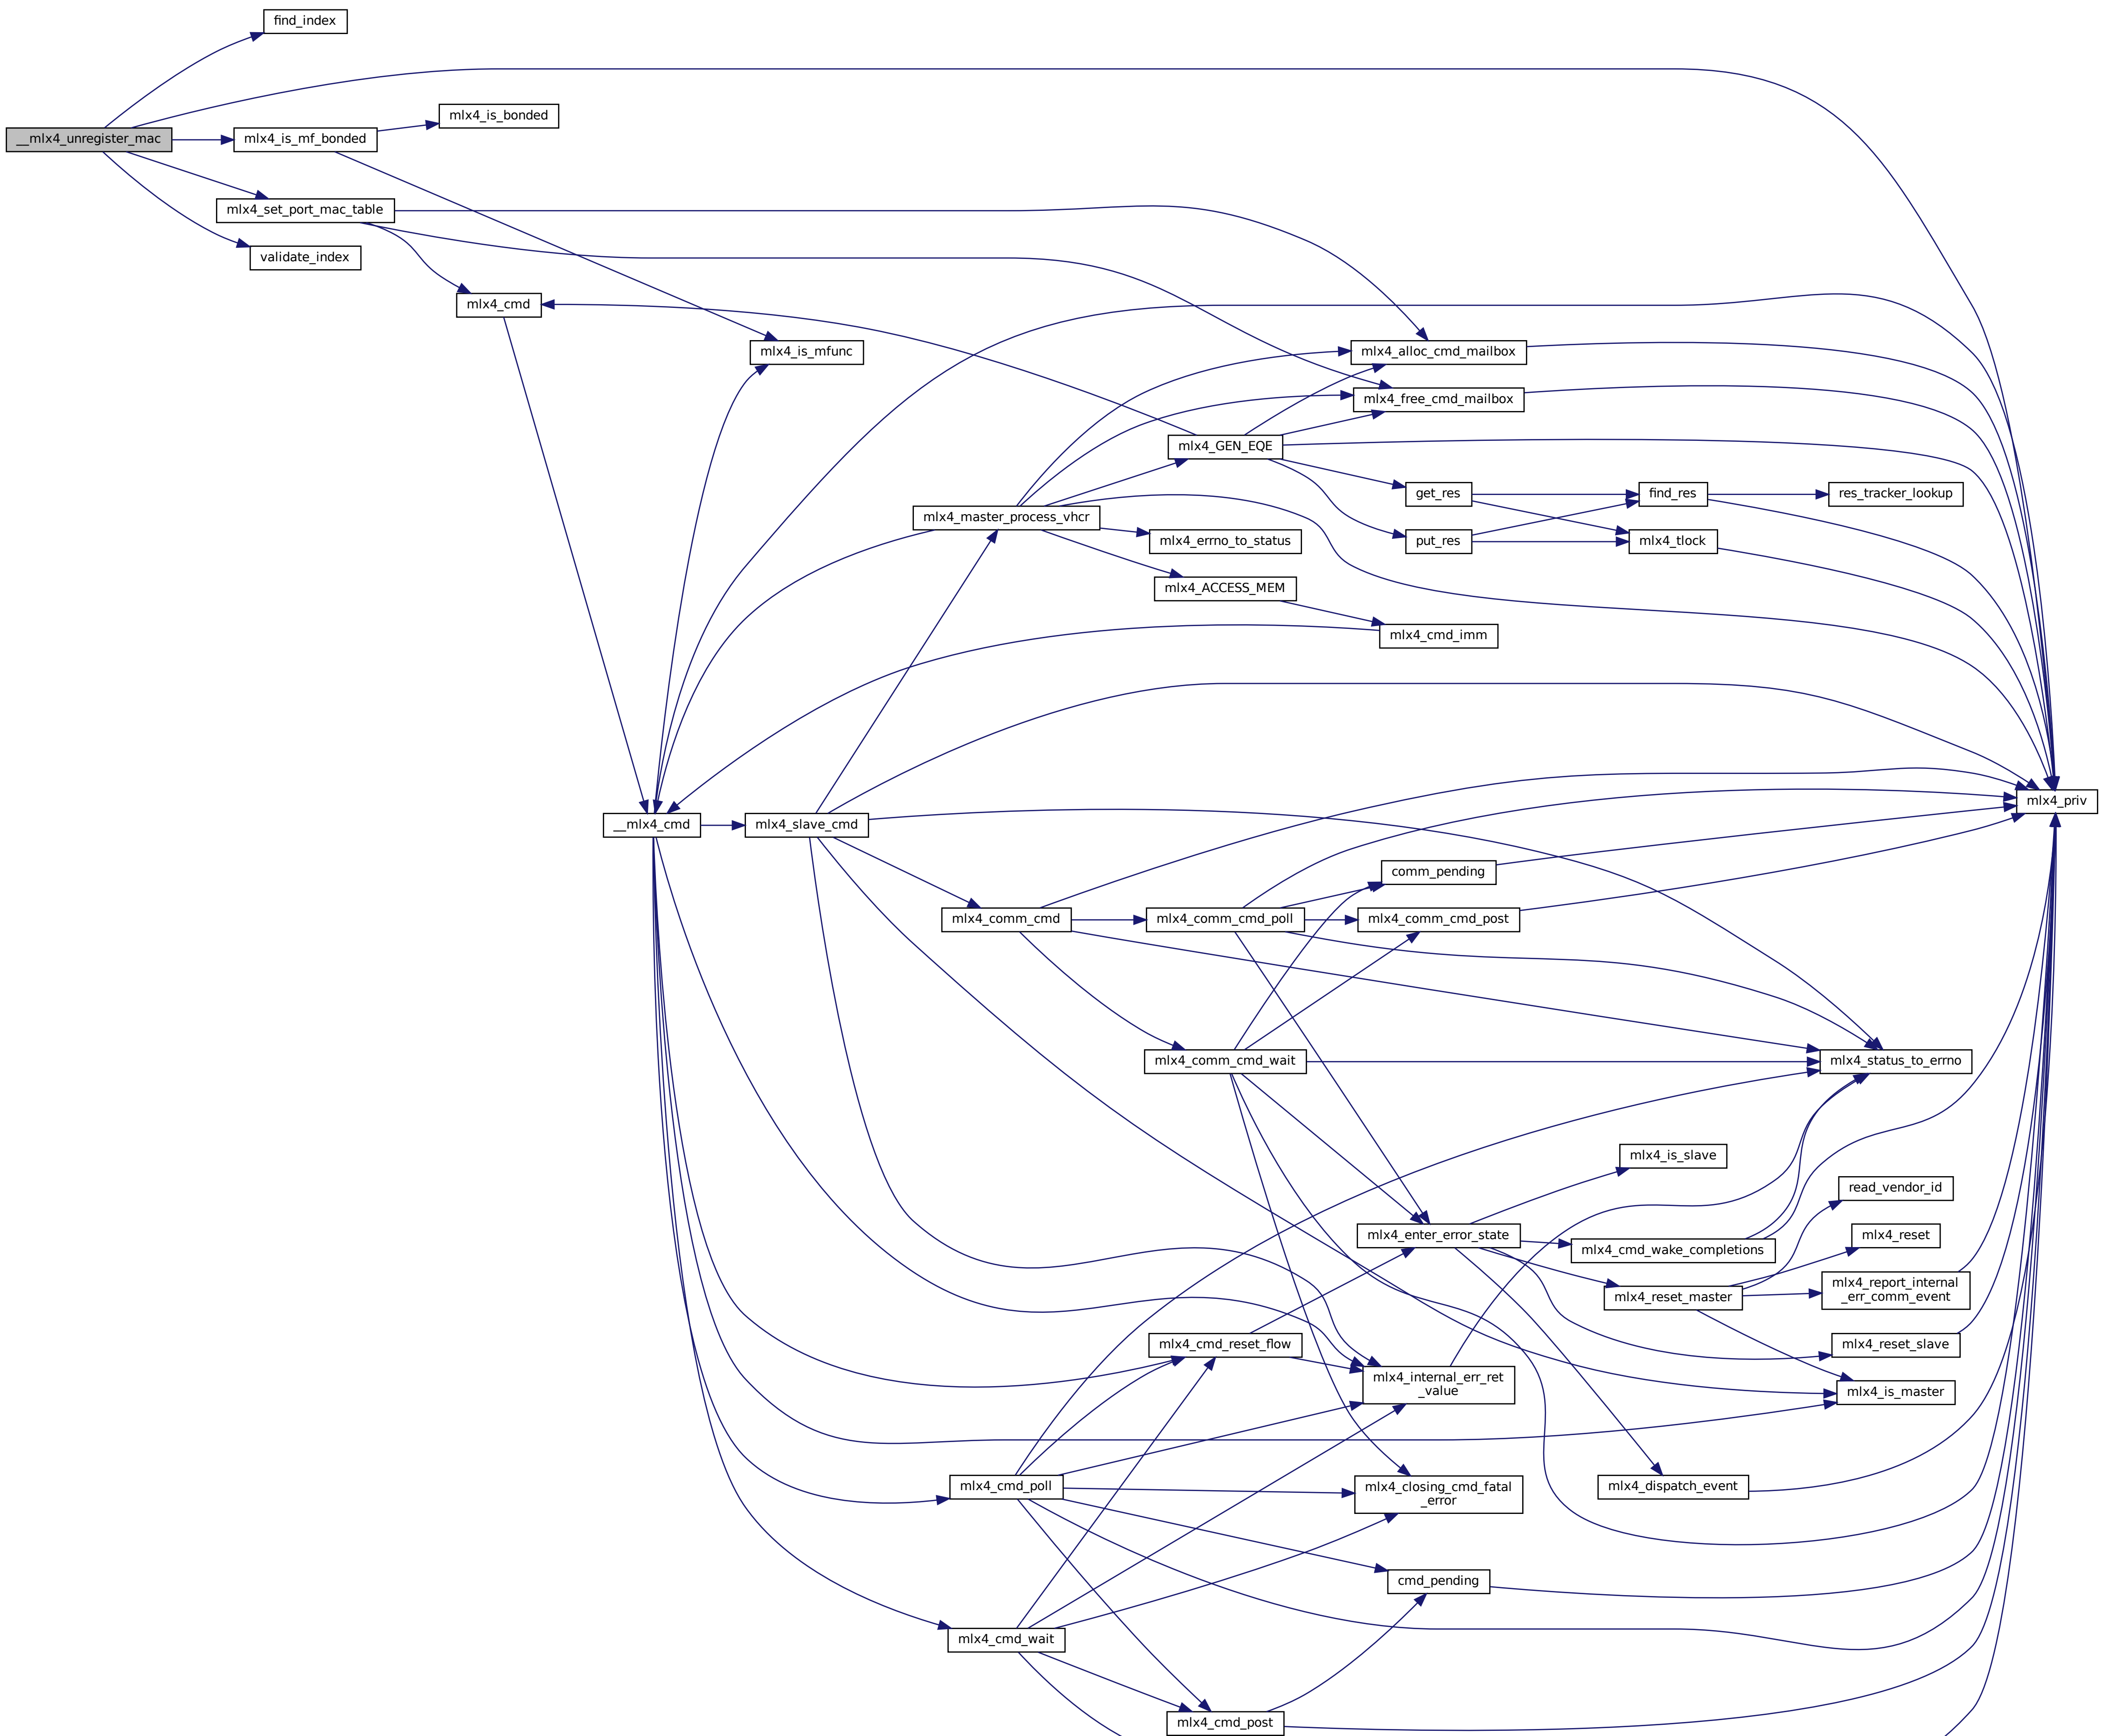 find_index
mlx4_is_bonded
__mlx4_unregister_mac
mlx4_is_mf_bonded
mlx4_set_port_mac_table
validate_index
mlx4_cmd
mlx4_is_mfunc
mlx4_alloc_cmd_mailbox
mlx4_free_cmd_mailbox
mlx4_GEN_EQE
get_res
find_res
res_tracker_lookup
mlx4_master_process_vhcr
mlx4_errno_to_status
put_res
mlx4_tlock
mlx4_ACCESS_MEM
mlx4_cmd_imm
mlx4_priv
__mlx4_cmd
mlx4_slave_cmd
comm_pending
mlx4_comm_cmd
mlx4_comm_cmd_poll
mlx4_comm_cmd_post
mlx4_comm_cmd_wait
mlx4_status_to_errno
mlx4_is_slave
read_vendor_id
mlx4_enter_error_state
mlx4_reset
mlx4_cmd_wake_completions
mlx4_report_internal
_err_comm_event
mlx4_reset_master
mlx4_cmd_reset_flow
mlx4_reset_slave
mlx4_internal_err_ret
_value
mlx4_is_master
mlx4_cmd_poll
mlx4_closing_cmd_fatal
_error
mlx4_dispatch_event
cmd_pending
mlx4_cmd_wait
mlx4_cmd_post